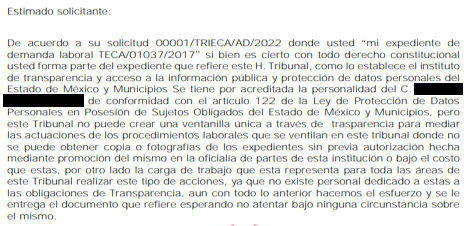 Estimado solicitante:
De acuerdo a su solicitud 00001/TRIECA/AD/2022 donde usted "mi expediente de
demanda laboral TECA/01037/2017" si bien es cierto con todo derecho constitucional
usted forma parte del expediente que refiere este H. Tribunal, como lo establece el instituto
de transparencia y acceso a la información pública y protección de datos personales del
Estado de México y Municipios Se tiene por acreditada la personalidad del C.
de conformidad con el artículo 122 de la Ley de Protección de Datos
Personales en Posesión de Sujetos Obligados del Estado de México y Municipios, pero
este Tribunal no puede crear una ventanilla única a través de trasparencia para mediar
las actuaciones de los procedimientos laborales que se ventilan en este tribunal donde no
se puede obtener copia o fotografías de los expedientes sin previa autorización hecha
mediante promoción del mismo en la oficialía de partes de esta institución o bajo el costo
que estas, por otro lado la carga de trabajo que esta representa para toda las áreas de
este Tribunal realizar este tipo de acciones, ya que no existe personal dedicado a estas a
las obligaciones de Transparencia, aun con todo lo anterior hacemos el esfuerzo y se le
entrega el documento que refiere esperando no atentar bajo ninguna circunstancia sobre
el mismo.